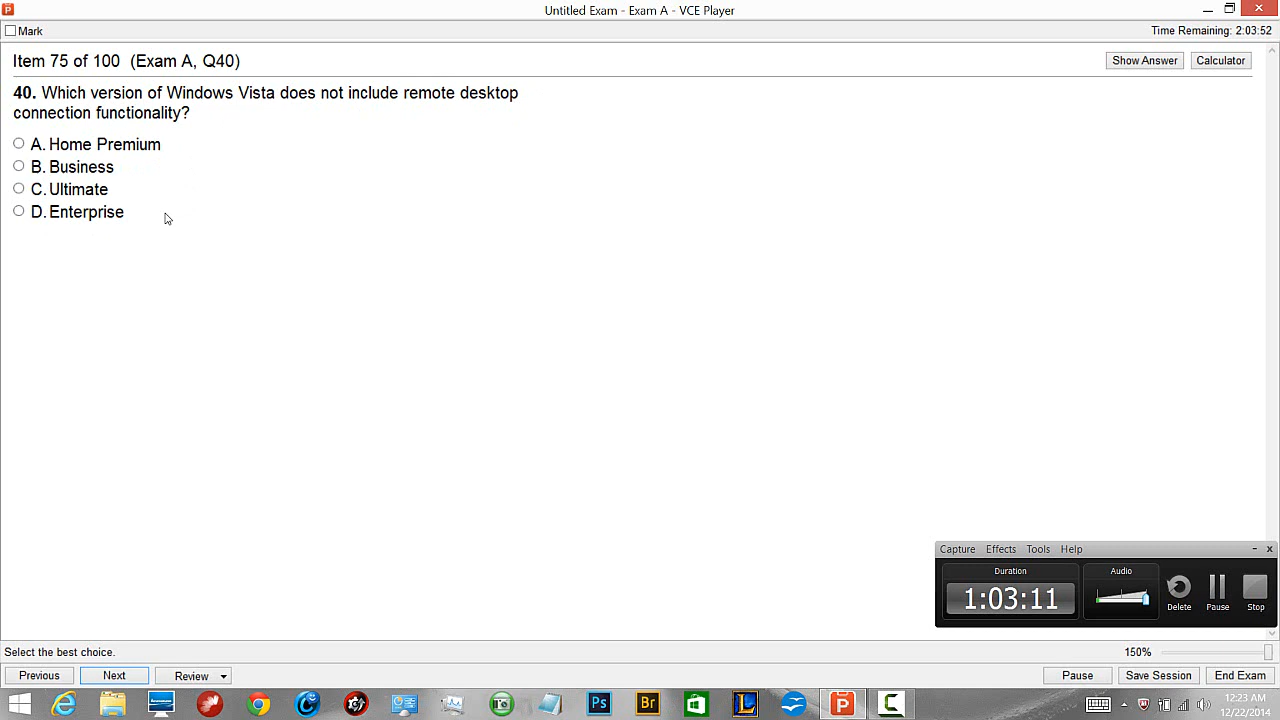 Untitled Exam - Exam A - VCE Player
Mark
Time Remaining: 2:03:52
Item 75 of 100 (Exam A, Q40)
Show Answer
Calculator
40. Which version of Windows Vista does not include remote desktop
connection functionality?
A. Home Premium
B. Business
C. Ultimate
D. Enterprise
Capture Effects Tools Help
Duration
Audio
1:03:11
Delete
Pause
Stop
Select the best choice.
150%
Previous
Next
Review
Pause
Save Session
End Exam
Ps
Br
12:23 AM
12/22/2014